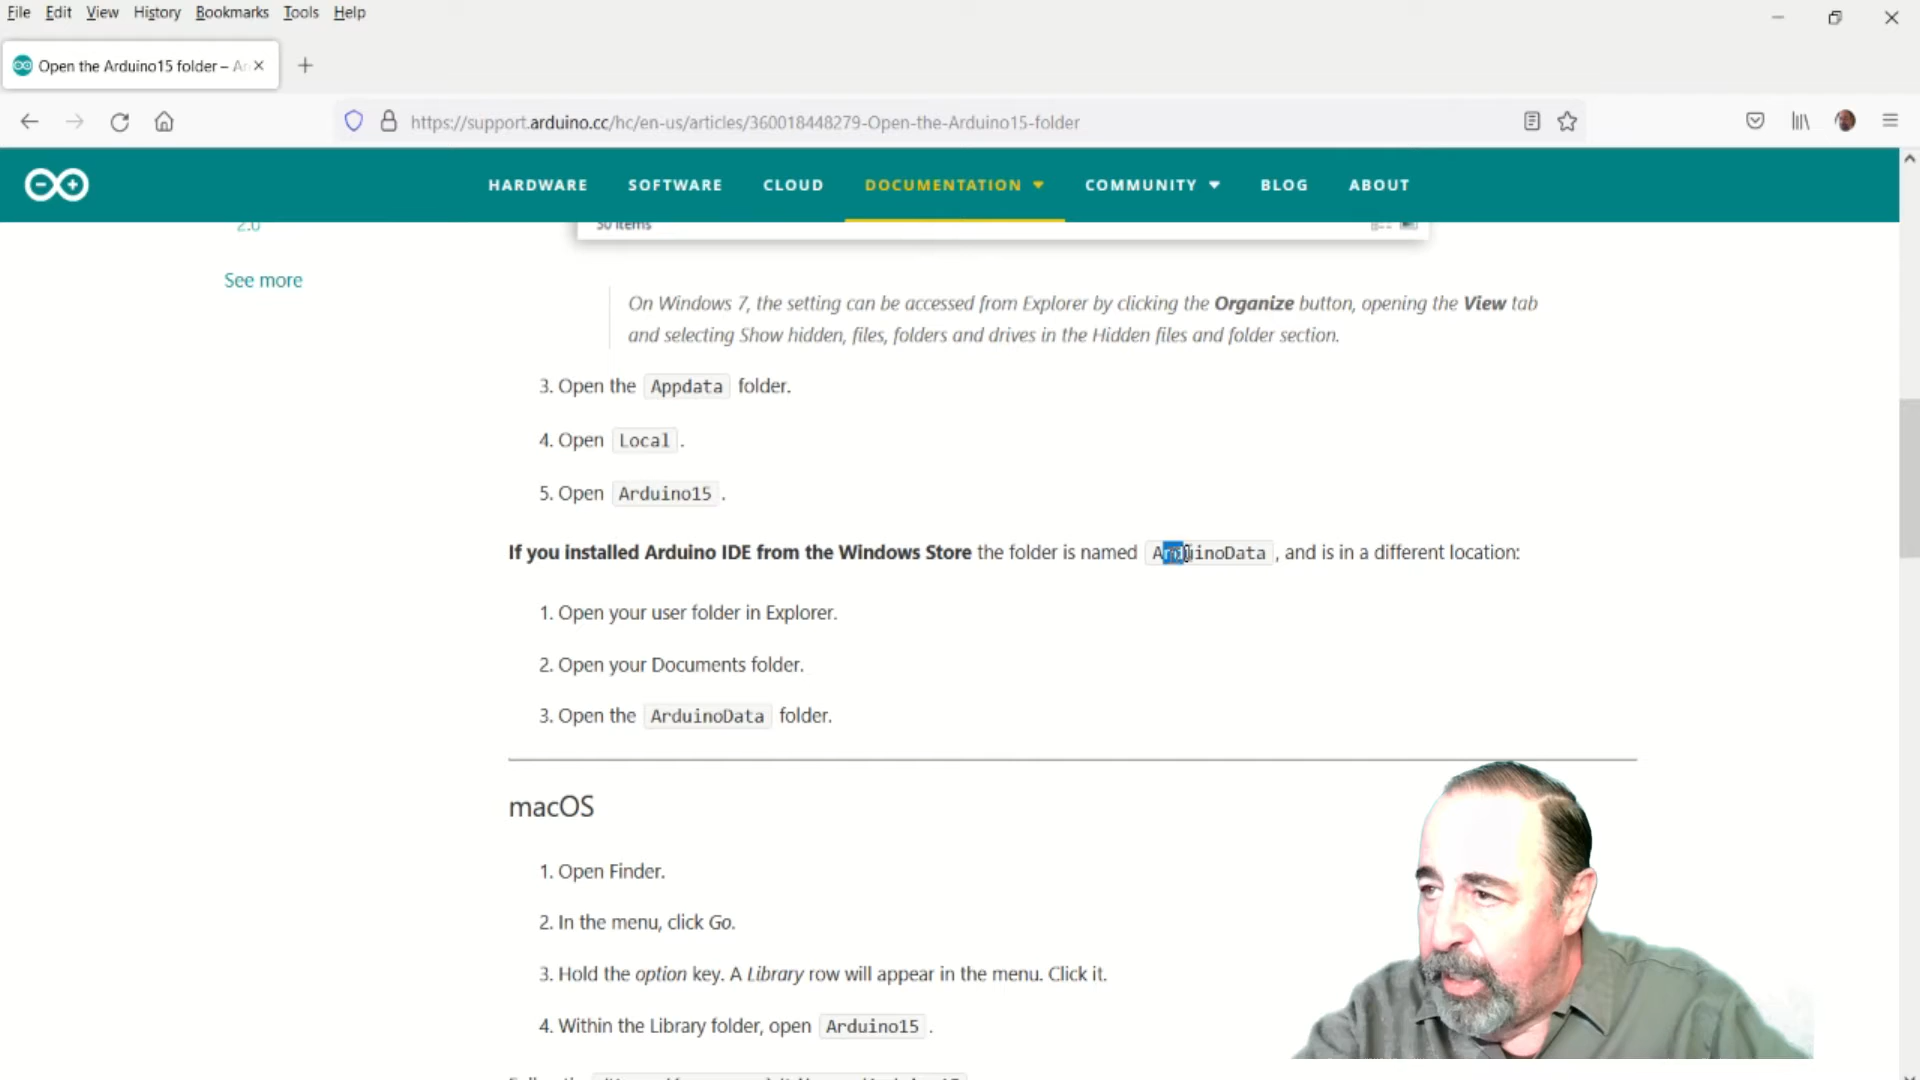 File Edit View History Bookmarks Tools Help
Open the Arduino15 folder – Ar
https://support.arduino.cc/hc/en-us/articles/360018448279-Open-the-Arduino15-folder
HARDWARE SOFTWARE CLOUD DOCUMENTATION COMMUNITY BLOG ABOUT
2.0
50 items
See more
On Windows 7, the setting can be accessed from Explorer by clicking the Organize button, opening the View tab
and selecting Show hidden, files, folders and drives in the Hidden files and folder section.
3. Open the Appdata folder.
4. Open Local .
5. Open Arduino15 .
If you installed Arduino IDE from the Windows Store the folder is named ArduinoData , and is in a different location:
1. Open your user folder in Explorer.
2. Open your Documents folder.
3. Open the ArduinoData folder.
macOS
1. Open Finder.
2. In the menu, click Go.
3. Hold the option key. A Library row will appear in the menu. Click it.
4. Within the Library folder, open Arduino15 .